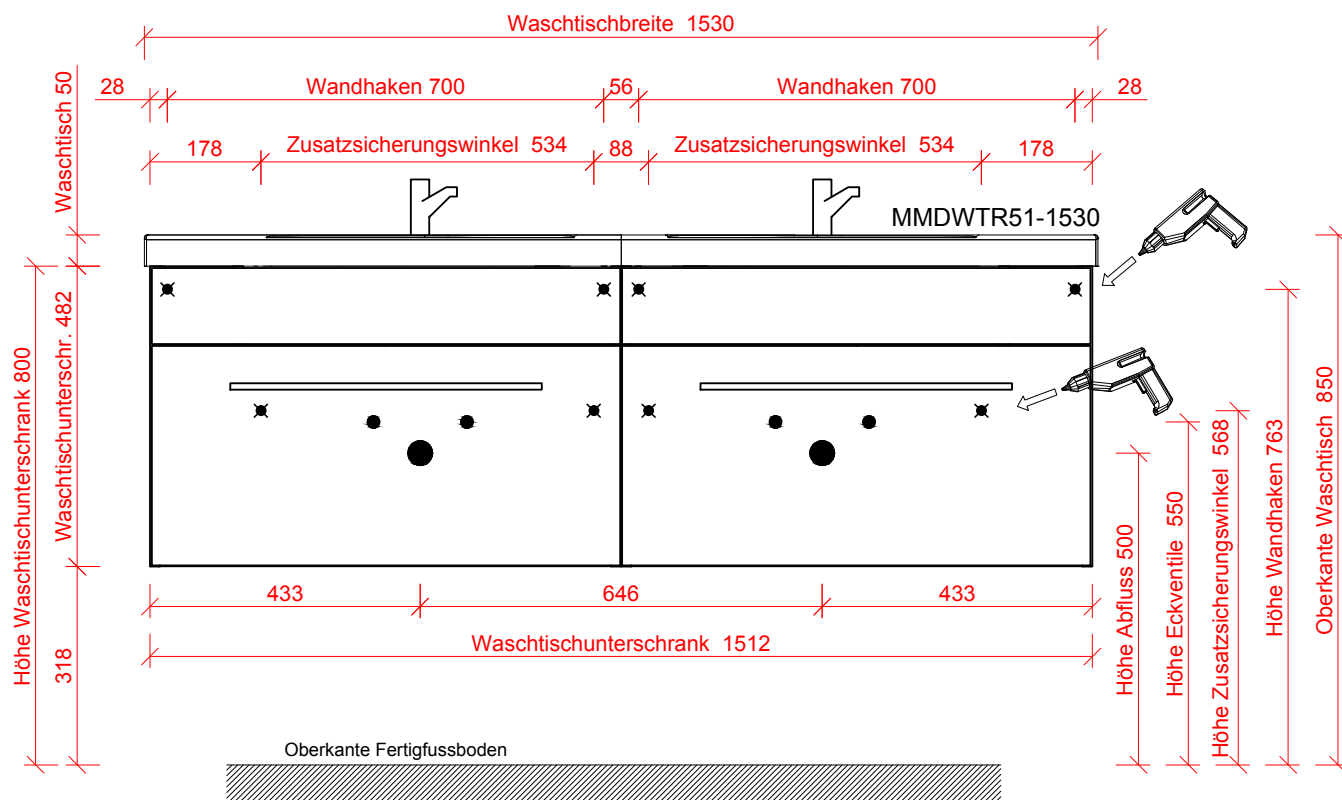 Waschtischbreite 1530
28
Wandhaken 700
56
Wandhaken 700
28
178
Zusatzsicherungswinkel 534
88
Zusatzsicherungswinkel 534
178
Waschtisch 50
MMDWTR51-1530
Höhe Waschtischunterschrank 800
Waschtischunterschr. 482
318
433
646
433
Waschtischunterschrank 1512
Höhe Abfluss 500
Höhe Eckventile 550
Höhe Zusatzsicherungswinkel 568
Höhe Wandhaken 763
Oberkante Waschtisch 850
Oberkante Fertigfussboden